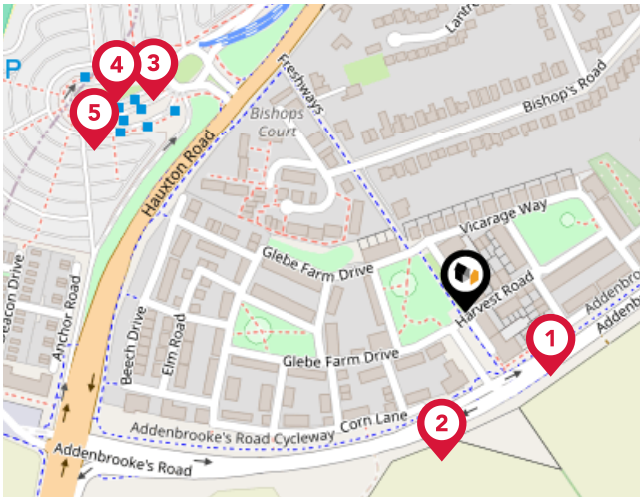 Lantre
P
4
3
Freshways
5
Bishop's Road
Bishops
Court
Hauxton Road
Vicarage Way
Glebe Farm Drive
Harvest Road
Beacon Drive
Anchor Road
Beech Drive
Elm Road
1
Glebe Farm Drive
2
Corn Lane
Addenbrooke's Road Cycleway
Addenbrooke's Road